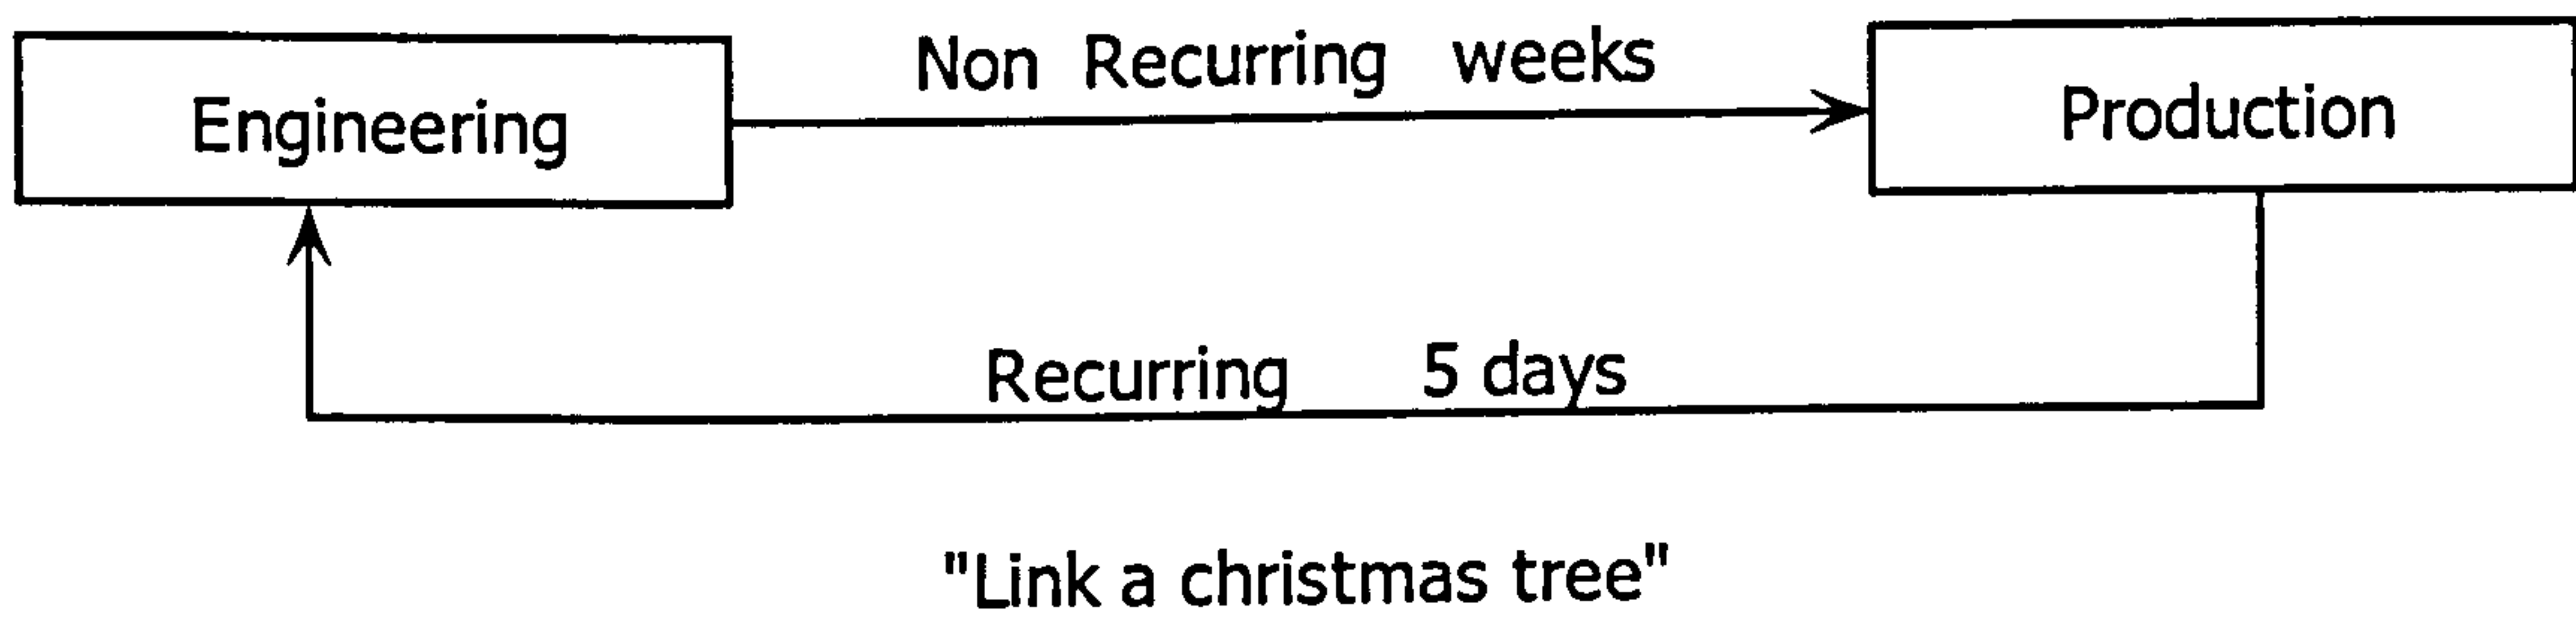 Non Recurring weeks
Engineering
Production
Recurring 5 days
"Link a christmas tree"